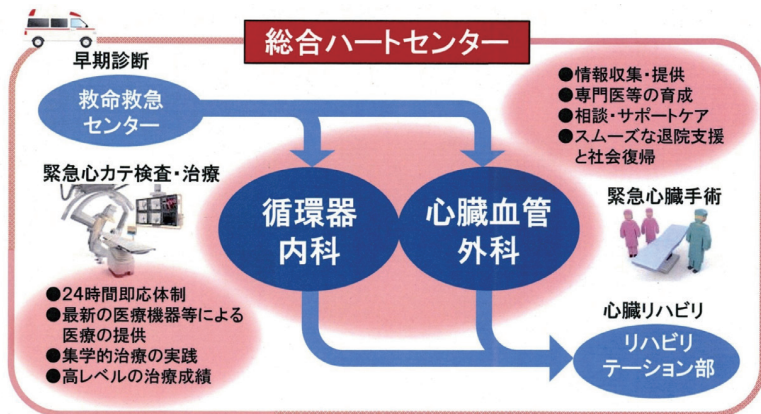 総合ハートセンター
早期診断
救命救急
センター
●情報収集・提供
●専門医等の育成
●相談・サポートケア
●スムーズな退院支援
と社会復帰
緊急心カテ検査・治療
循環器
内科
心臓血管
外科
緊急心臓手術
●24時間即応体制
●最新の医療機器等による
医療の提供
●集学的治療の実践
●高レベルの治療成績
心臓リハビリ
リハビリ
テーション部